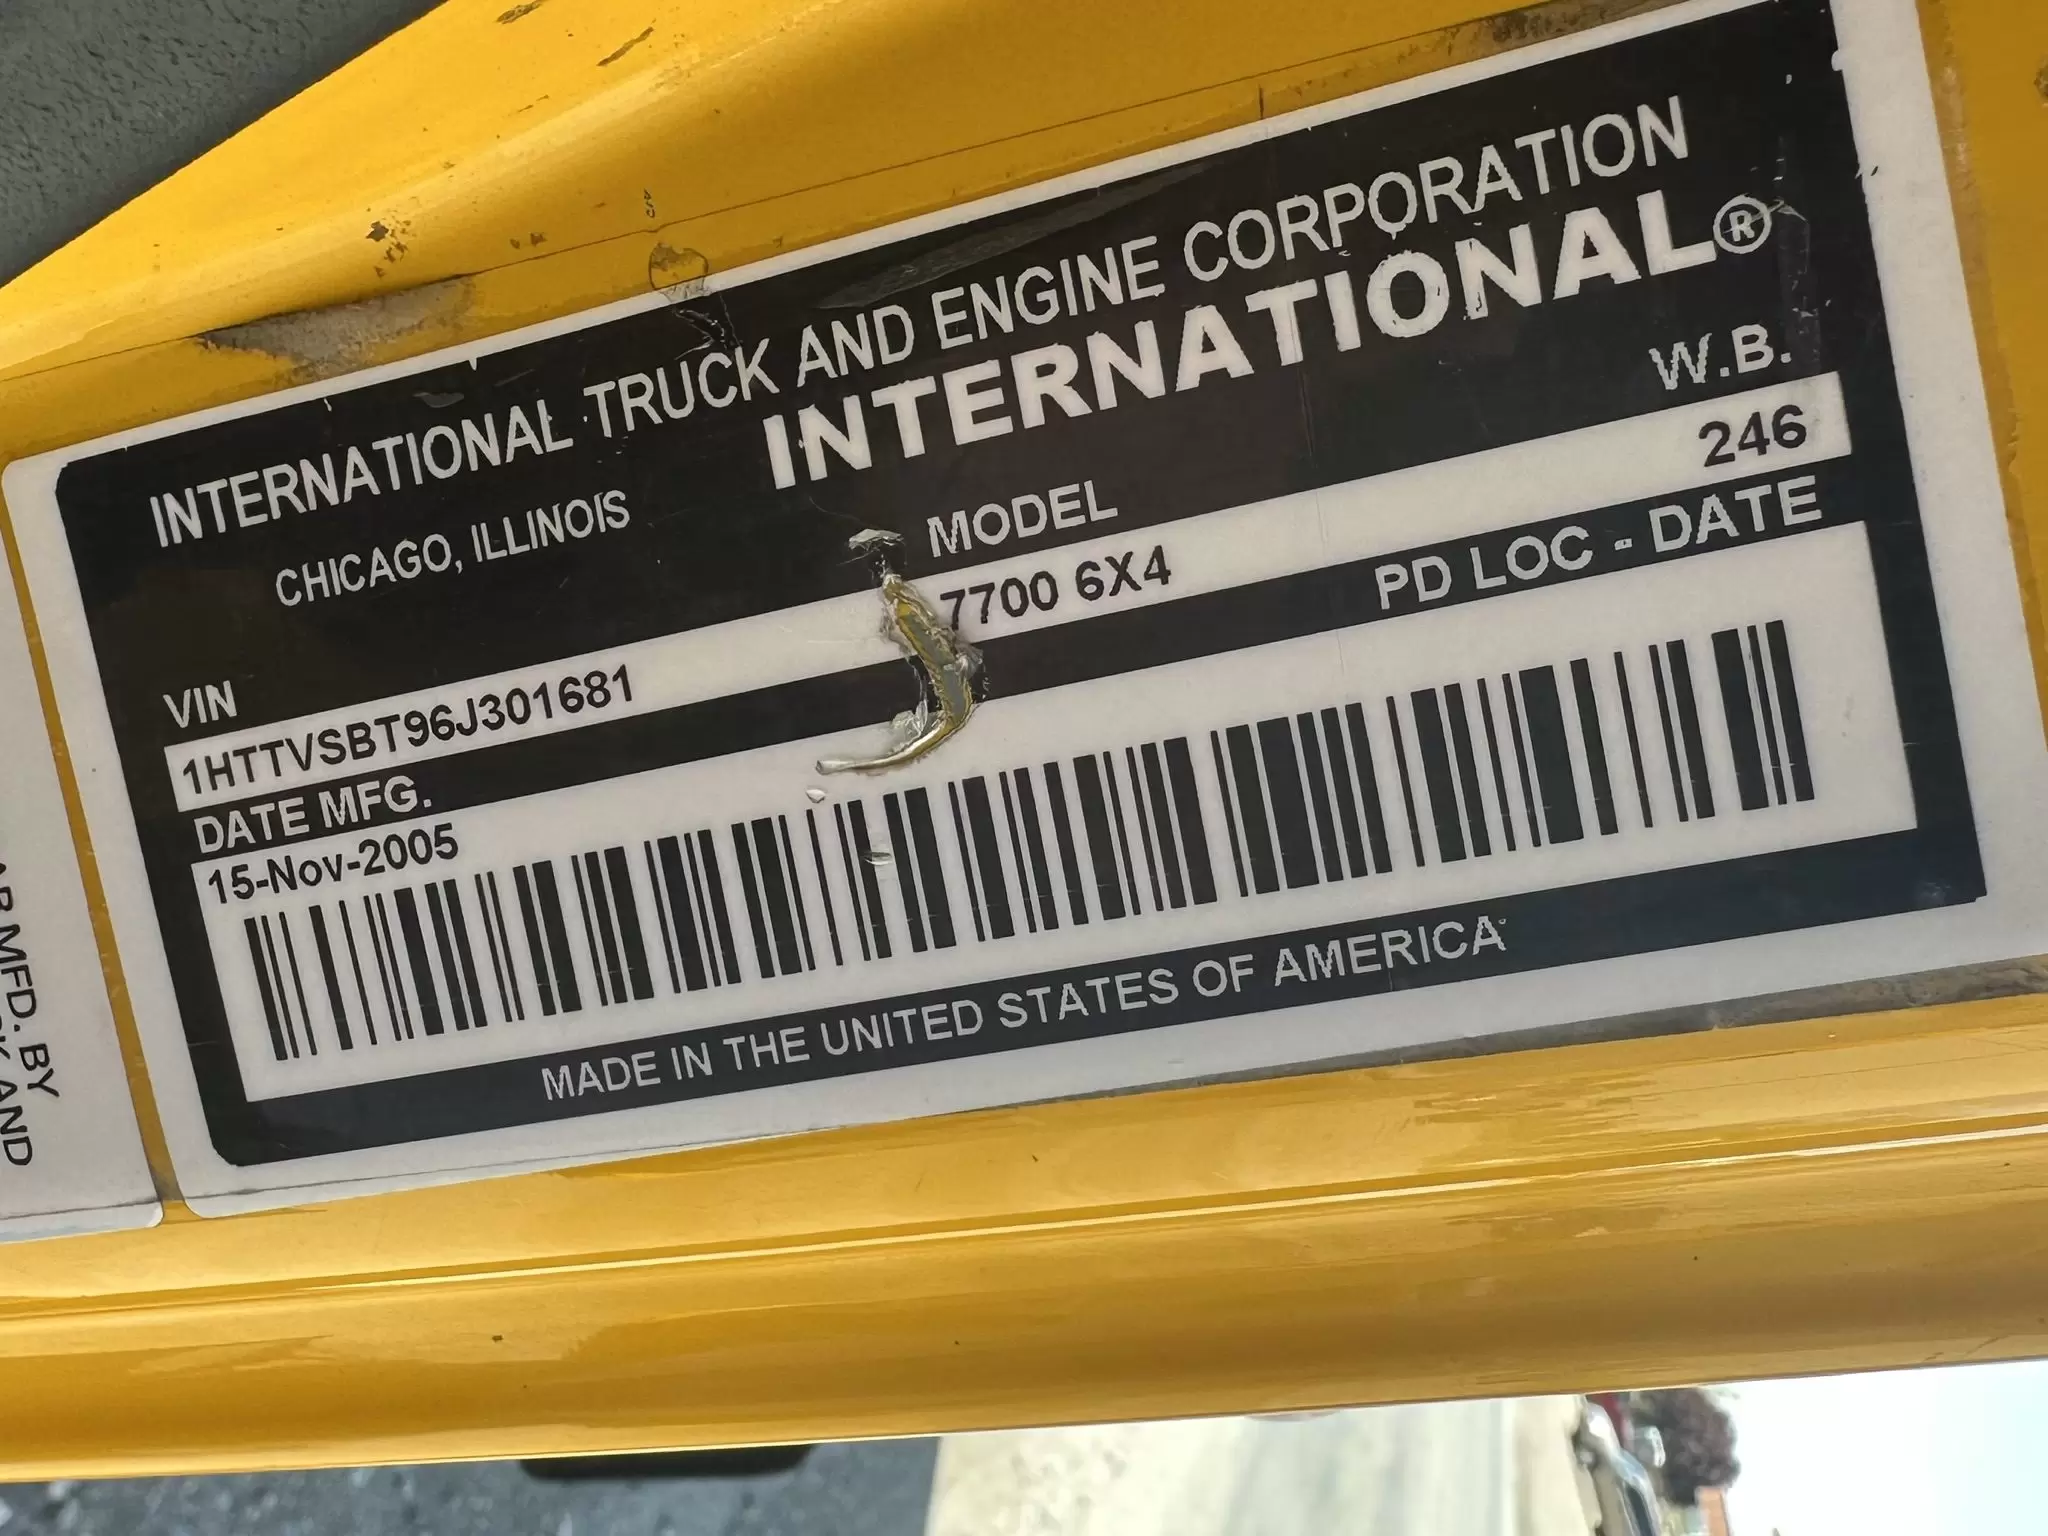 INTERNATIONAL TRUCK AND ENGINE CORPORATION
CHICAGO, ILLINOIS
INTERNATIONAL®
VIN
MODEL
W.B.
1HTTVSBT96J301681
7700 6X4
246
DATE MFG.
PD LOC - DATE
15-Nov-2005
MADE IN THE UNITED STATES OF AMERICA
MFD. BY
AND